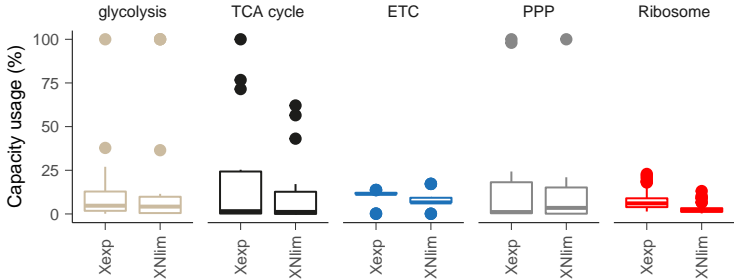 glycolysis TCA cycle ETC PPP Ribosome
Capacity usage (%)
100
75
50
25
0
Xexp XNlim Xexp XNlim Xexp XNlim Xexp XNlim Xexp XNlim